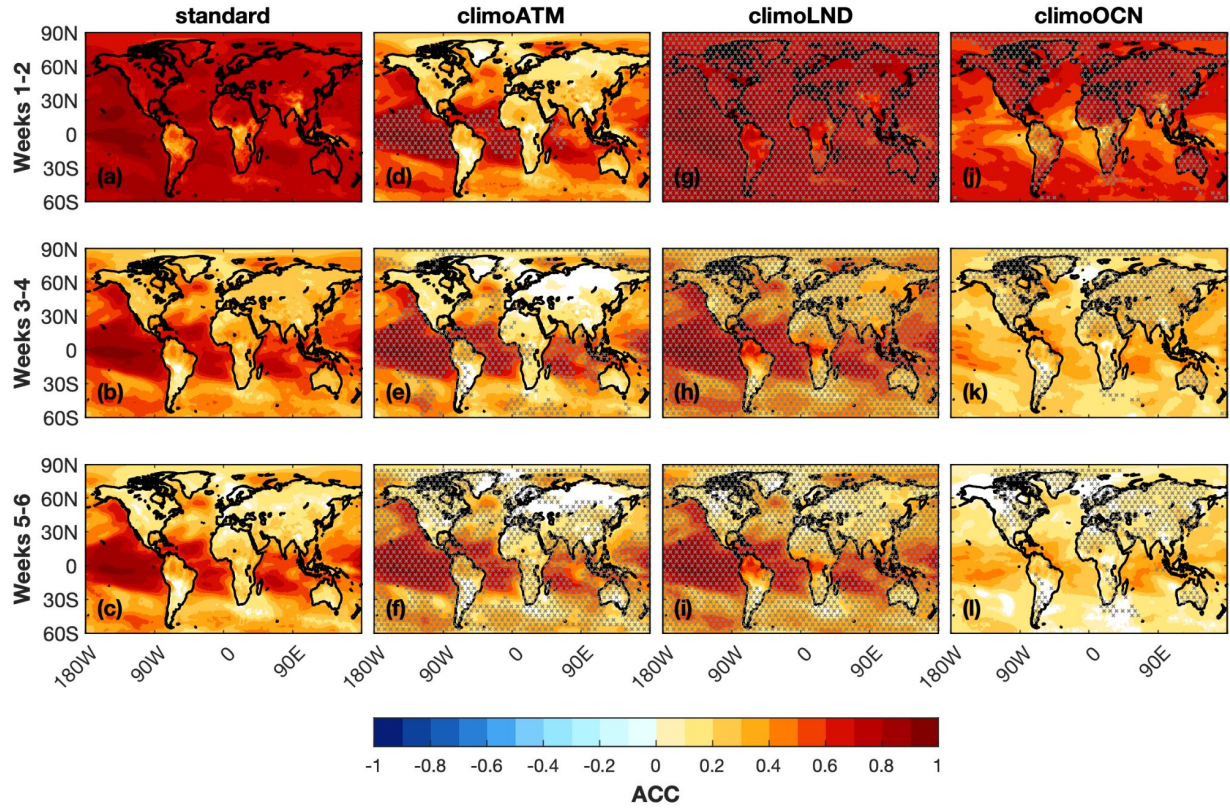 standard climoATM climoLND climoOCN
Weeks 1-2
90N
60N
30N
0
30S
60S
(a) (d) (g) (j)
Weeks 3-4
90N
60N
30N
0
30S
60S
(b) (e) (h) (k)
Weeks 5-6
90N
60N
30N
0
30S
60S
(c) (f) (i) (l)
180W 90W 0 90E 180W 90W 0 90E 180W 90W 0 90E 180W 90W 0 90E
-1 -0.8 -0.6 -0.4 -0.2 0 0.2 0.4 0.6 0.8 1
ACC